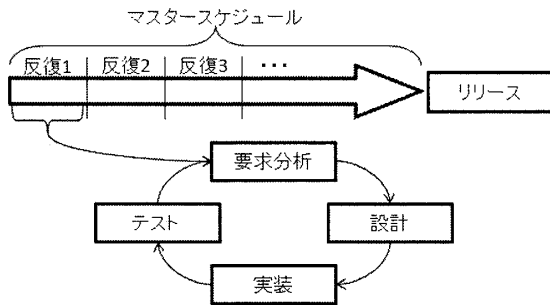 マスタースケジュール
反復1 反復2 反復3 ･･･
リリース
要求分析
テスト
設計
実装